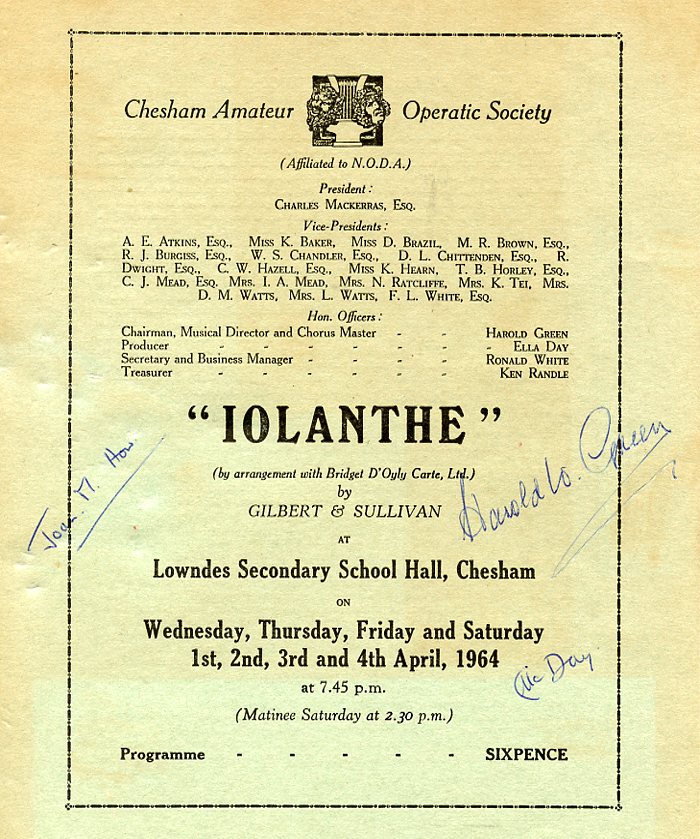 Chesham Amateur Operatic Society
(Affiliated to N.O.D.A.)
President :
Charles Mackerras, Esq.
Vice-Presidents :
A. E. Atkins, Esq., Miss K. Baker, Miss D. Brazil, M. R. Brown, Esq.,
R. J. Burgiss, Esq., W. S. Chandler, Esq., D. L. Chittenden, Esq., R.
Dwight, Esq., C. W. Hazell, Esq., Miss K. Hearn, T. B. Horley, Esq.,
C. J. Mead, Esq. Mrs. I. A. Mead, Mrs. N. Ratcliffe, Mrs. K. Tei, Mrs.
D. M. Watts, Mrs. L. Watts, F. L. White, Esq.
Hon. Officers :
Chairman, Musical Director and Chorus Master - - Harold Green
Producer - - - - - - - Ella Day
Secretary and Business Manager - - - - Ronald White
Treasurer - - - - - - Ken Randle
“ IOLANTHE ”
(by arrangement with Bridget D'Oyly Carte, Ltd.)
by
GILBERT & SULLIVAN
AT
Lowndes Secondary School Hall, Chesham
ON
Wednesday, Thursday, Friday and Saturday
1st, 2nd, 3rd and 4th April, 1964
at 7.45 p.m.
(Matinee Saturday at 2.30 p.m.)
Programme - - - - - SIXPENCE
Joan. M. How
Harold W. Green
Day